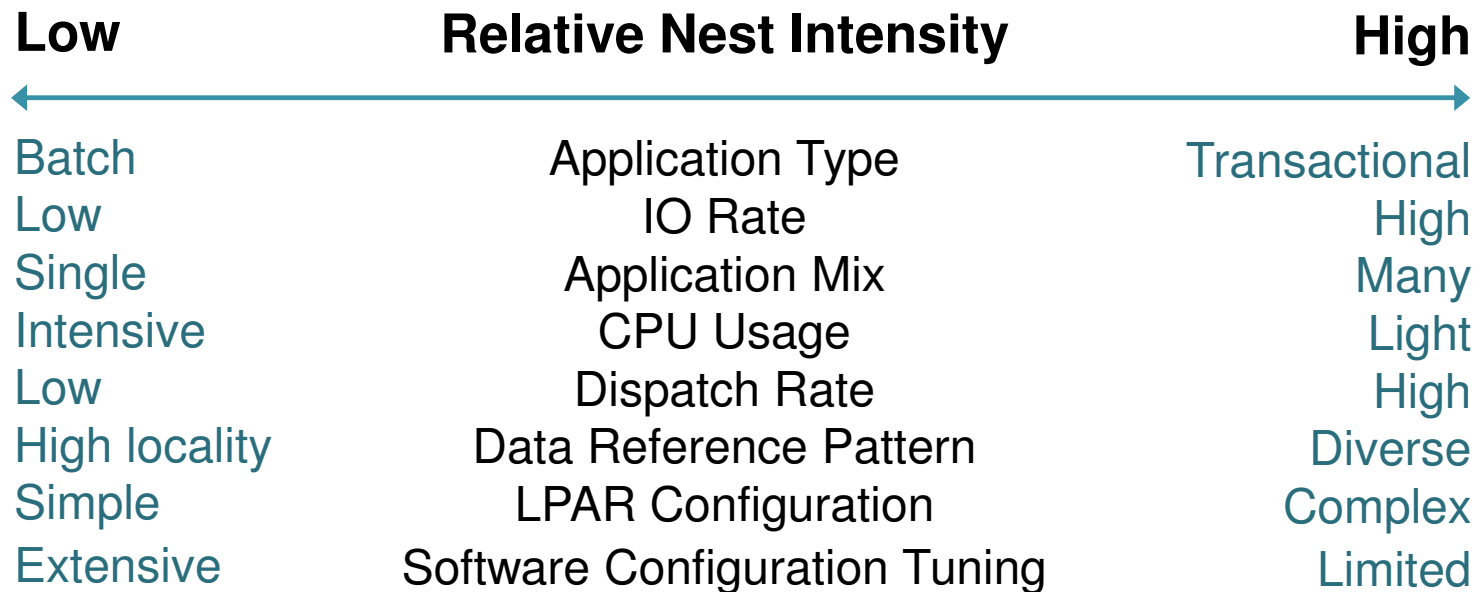 Low Relative Nest Intensity High
Batch Application Type Transactional
Low IO Rate High
Single Application Mix Many
Intensive CPU Usage Light
Low Dispatch Rate High
High locality Data Reference Pattern Diverse
Simple LPAR Configuration Complex
Extensive Software Configuration Tuning Limited